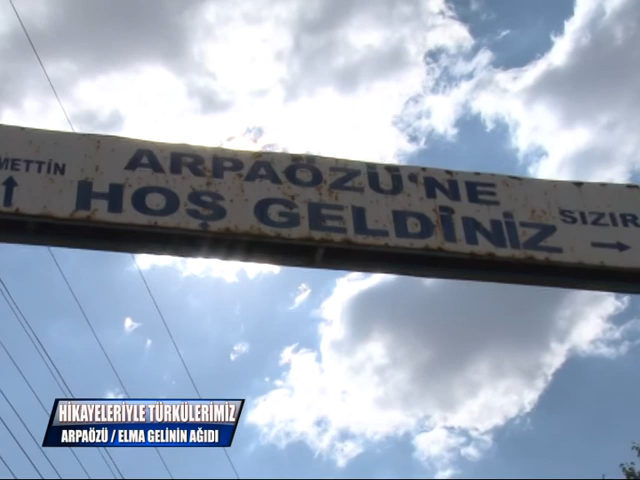 METTİN
ARPAÖZÜ'NE
HOŞ GELDİNİZ
SIZIR
HİKAYELERİYLE TÜRKÜLERİMİZ
ARPAÖZÜ / ELMA GELİNİN AĞIDI